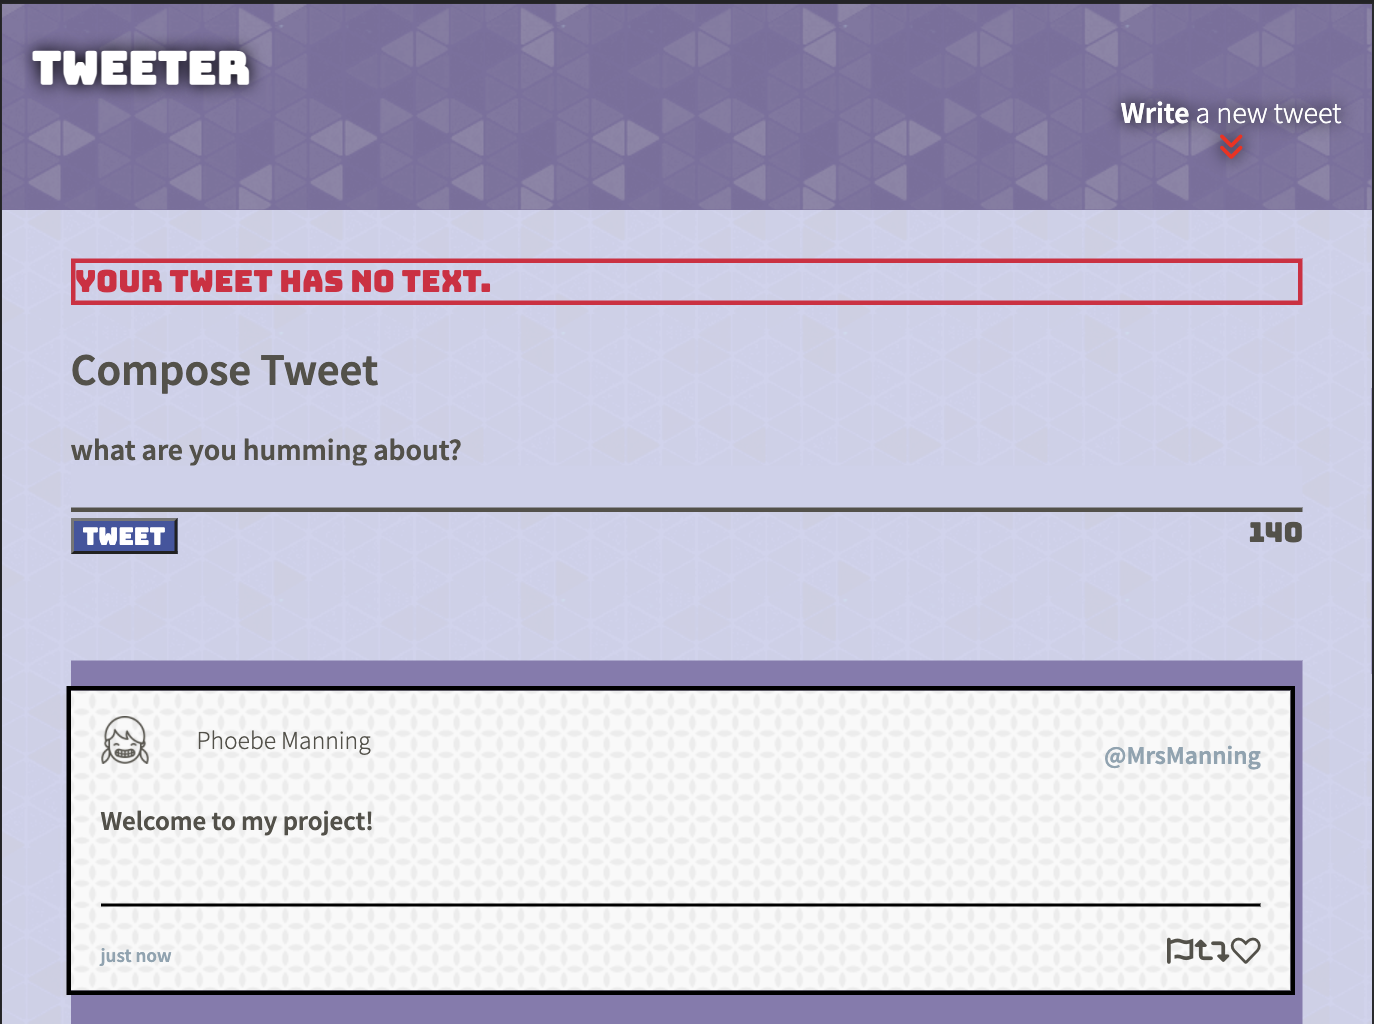 TWEETER
Write a new tweet
YOUR TWEET HAS NO TEXT.
Compose Tweet
what are you humming about?
TWEET
140
Phoebe Manning
@MrsManning
Welcome to my project!
just now